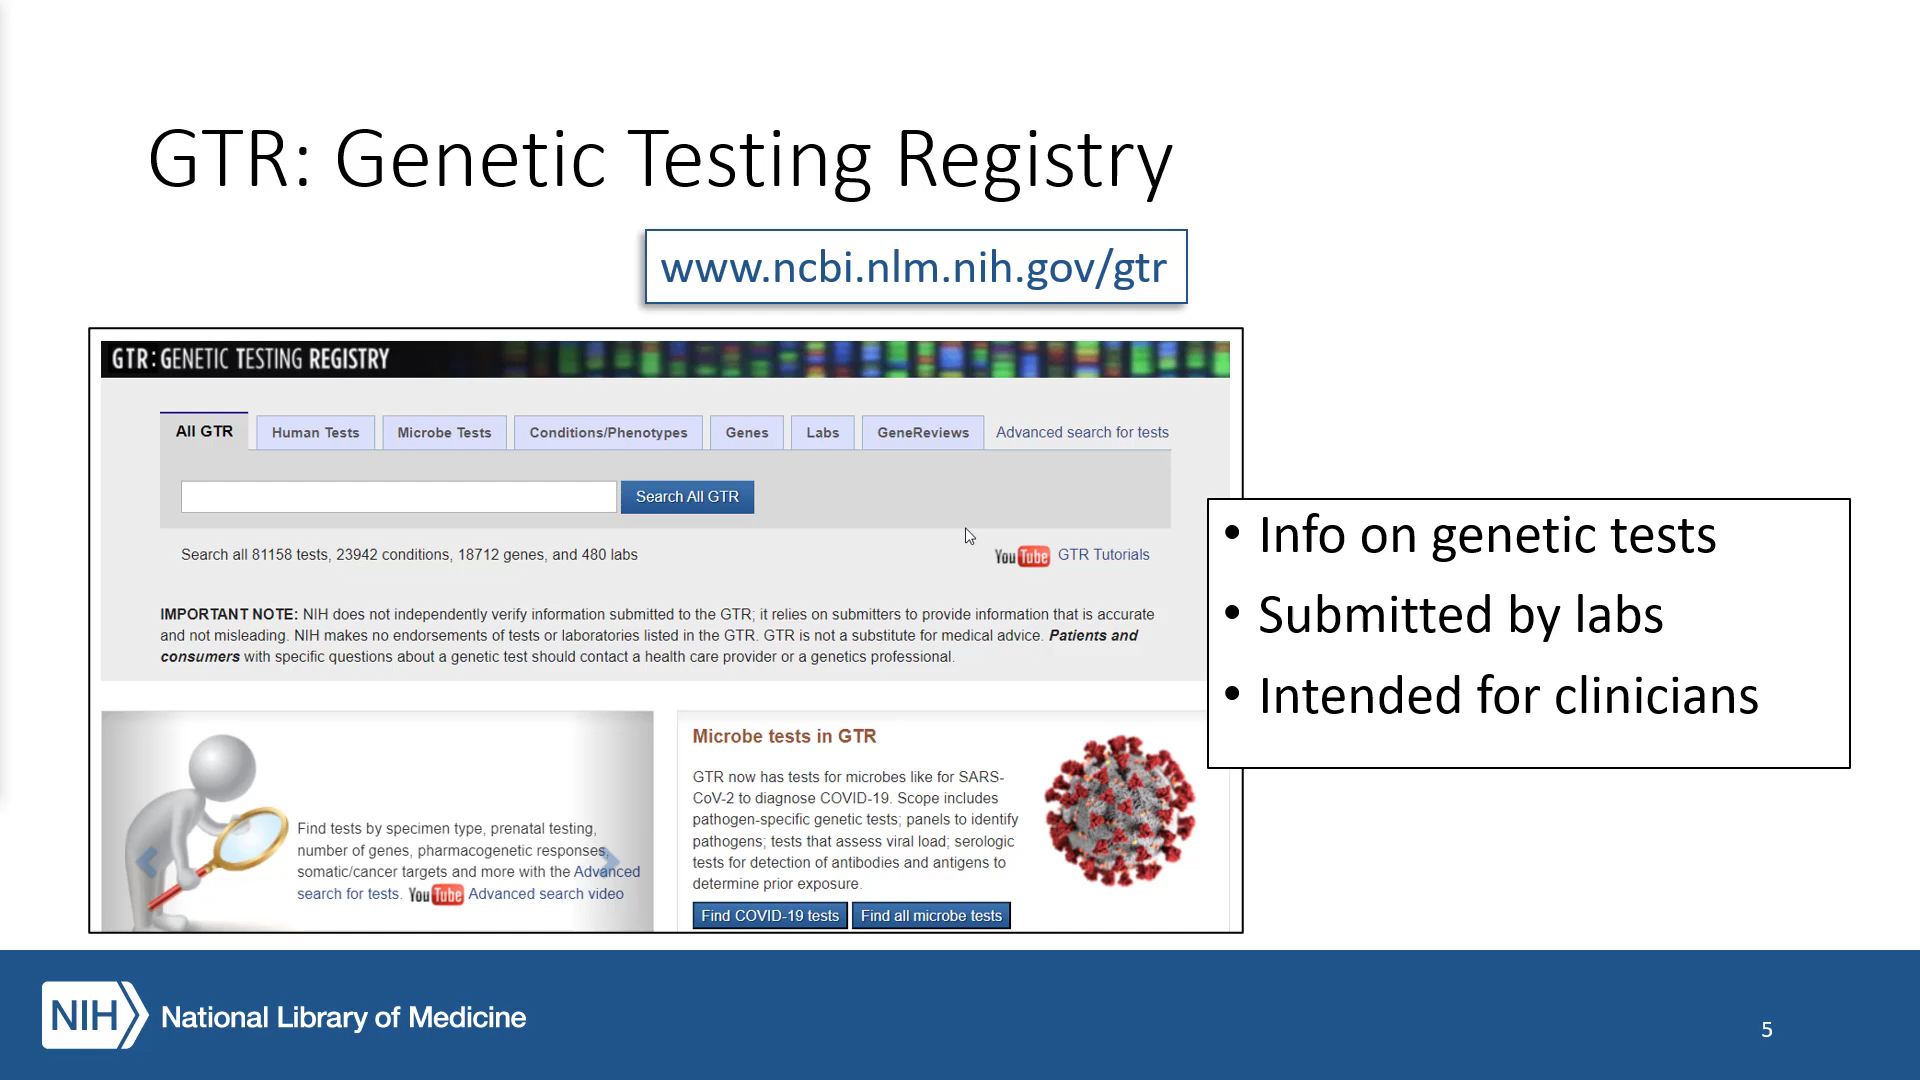 GTR: Genetic Testing Registry
www.ncbi.nlm.nih.gov/gtr
GTR: GENETIC TESTING REGISTRY
All GTR
Human Tests
Microbe Tests
Conditions/Phenotypes
Genes
Labs
GeneReviews
Advanced search for tests
Search All GTR
Search all 81158 tests, 23942 conditions, 18712 genes, and 480 labs
YouTube GTR Tutorials
IMPORTANT NOTE: NIH does not independently verify information submitted to the GTR; it relies on submitters to provide information that is accurate
and not misleading. NIH makes no endorsements of tests or laboratories listed in the GTR. GTR is not a substitute for medical advice. Patients and
consumers with specific questions about a genetic test should contact a health care provider or a genetics professional.
• Info on genetic tests
• Submitted by labs
• Intended for clinicians
Find tests by specimen type, prenatal testing,
number of genes, pharmacogenetic responses,
somatic/cancer targets and more with the Advanced
search for tests. YouTube Advanced search video
Microbe tests in GTR
GTR now has tests for microbes like for SARS-
CoV-2 to diagnose COVID-19. Scope includes
pathogen-specific genetic tests; panels to identify
pathogens; tests that assess viral load; serologic
tests for detection of antibodies and antigens to
determine prior exposure.
Find COVID-19 tests
Find all microbe tests
NIH National Library of Medicine
5